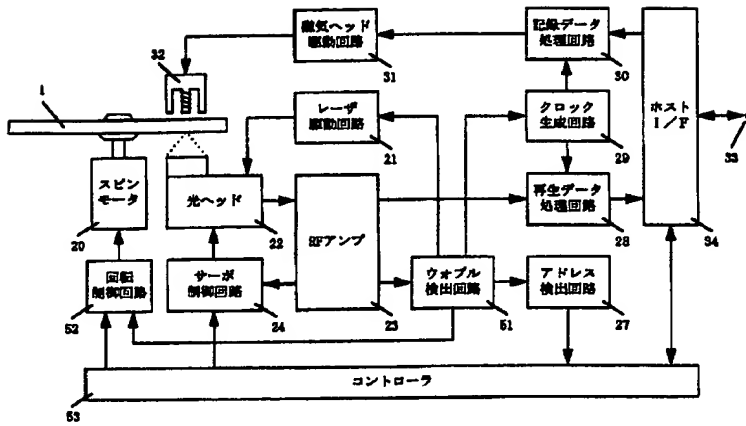 磁気ヘッド
駆動回路
31
32
1
記録データ
処理回路
30
レーザ
駆動回路
21
クロック
生成回路
29
ホスト
I/F
33
34
スピン
モータ
20
光ヘッド
22
RFアンプ
23
再生データ
処理回路
28
回転
制御回路
52
サーボ
制御回路
24
ウォブル
検出回路
51
アドレス
検出回路
27
コントローラ
53